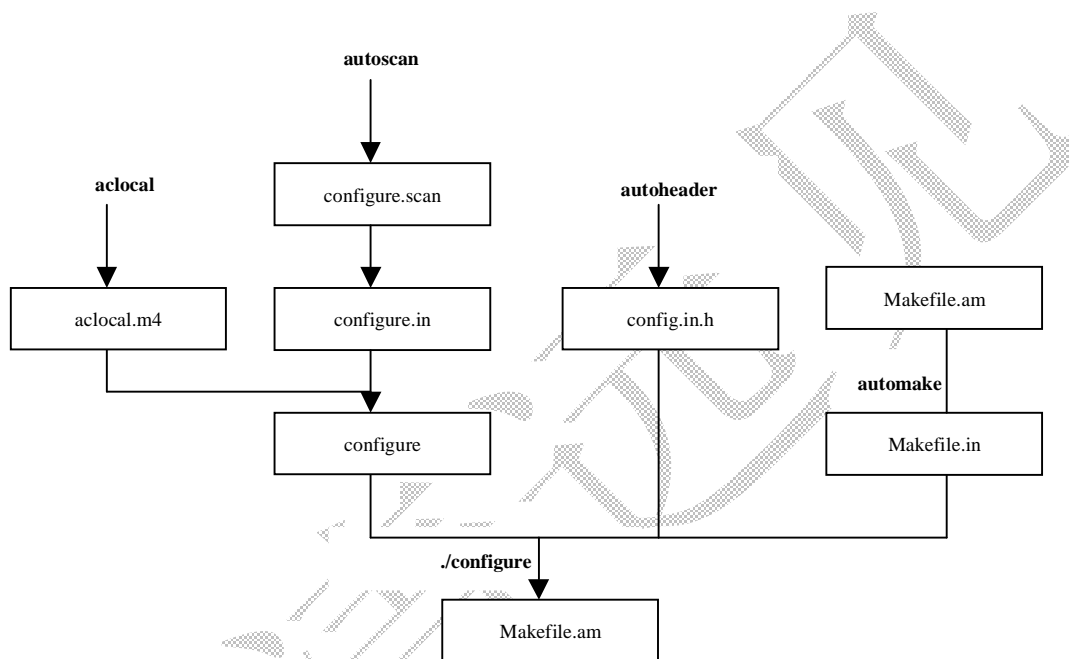 autoscan
configure.scan
aclocal
autoheader
aclocal.m4
configure.in
config.in.h
Makefile.am
automake
configure
Makefile.in
./configure
Makefile.am